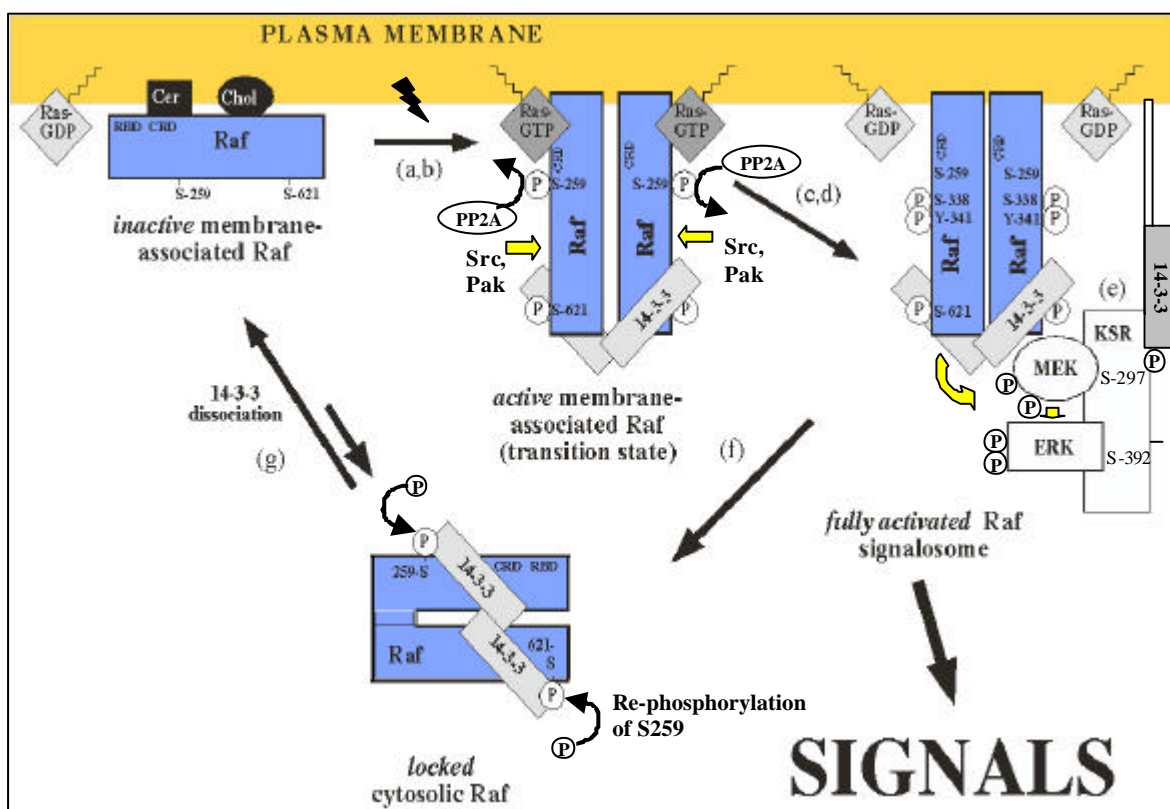 PLASMA MEMBRANE
Ras-
GDP
Cer
Chol
RBD CRD
Raf
S-259
S-621
inactive membrane-
associated Raf
(a,b)
Ras-
GTP
CRD
P
S-259
PP2A
Raf
Src,
Pak
P
S-621
Ras-
GTP
CRD
S-259
P
PP2A
Raf
Src,
Pak
14-3-3
P
active membrane-
associated Raf
(transition state)
(c,d)
Ras-
GDP
CRD
S-259
P
S-338
P
Y-341
Raf
P
S-621
CRD
S-259
S-338
P
Y-341
P
Raf
14-3-3
P
Ras-
GDP
14-3-3
P
(e)
KSR
MEK
P
P
S-297
ERK
P
P
S-392
fully activated Raf
signalosome
(f)
14-3-3
dissociation
(g)
P
P
259-S
14-3-3
CRD RBD
Raf
14-3-3
621-
S
P
P
Re-phosphorylation
of S259
locked
cytosolic Raf
SIGNALS